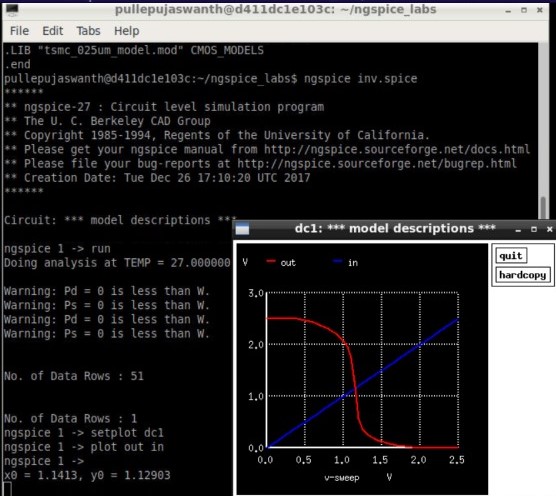 pullepujaswanth@d411dc1e103c: ~/ngspice_labs
File Edit Tabs Help
.LIB "tsmc_025um_model.mod" CMOS_MODELS
.end
pullepujaswanth@d411dc1e103c:~/ngspice_labs$ ngspice inv.spice
******
** ngspice-27 : Circuit level simulation program
** The U. C. Berkeley CAD Group
** Copyright 1985-1994, Regents of the University of California.
** Please get your ngspice manual from http://ngspice.sourceforge.net/docs.html
** Please file your bug-reports at http://ngspice.sourceforge.net/bugrep.html
** Creation Date: Tue Dec 26 17:10:20 UTC 2017
******
Circuit: *** model descriptions ***
ngspice 1 -> run
Doing analysis at TEMP = 27.000000
Warning: Pd = 0 is less than W.
Warning: Ps = 0 is less than W.
Warning: Pd = 0 is less than W.
Warning: Ps = 0 is less than W.
No. of Data Rows : 51
No. of Data Rows : 1
ngspice 1 -> setplot dc1
ngspice 1 -> plot out in
ngspice 1 ->
x0 = 1.1413, y0 = 1.12903
dc1: *** model descriptions ***
quit
hardcopy
V out in
3.0
2.0
1.0
0.0
0.0 0.5 1.0 1.5 2.0 2.5
v-sweep V